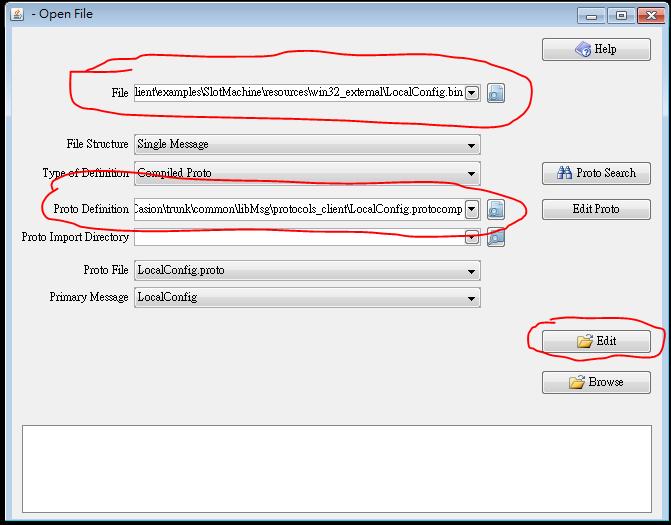 - Open File
Help
File lient\examples\SlotMachine\resources\win32_external\LocalConfig.bin
File Structure Single Message
Type of Definition Compiled Proto
Proto Search
Proto Definition Casion\trunk\common\libMsg\protocols_client\LocalConfig.protocomp
Edit Proto
Proto Import Directory
Proto File LocalConfig.proto
Primary Message LocalConfig
Edit
Browse